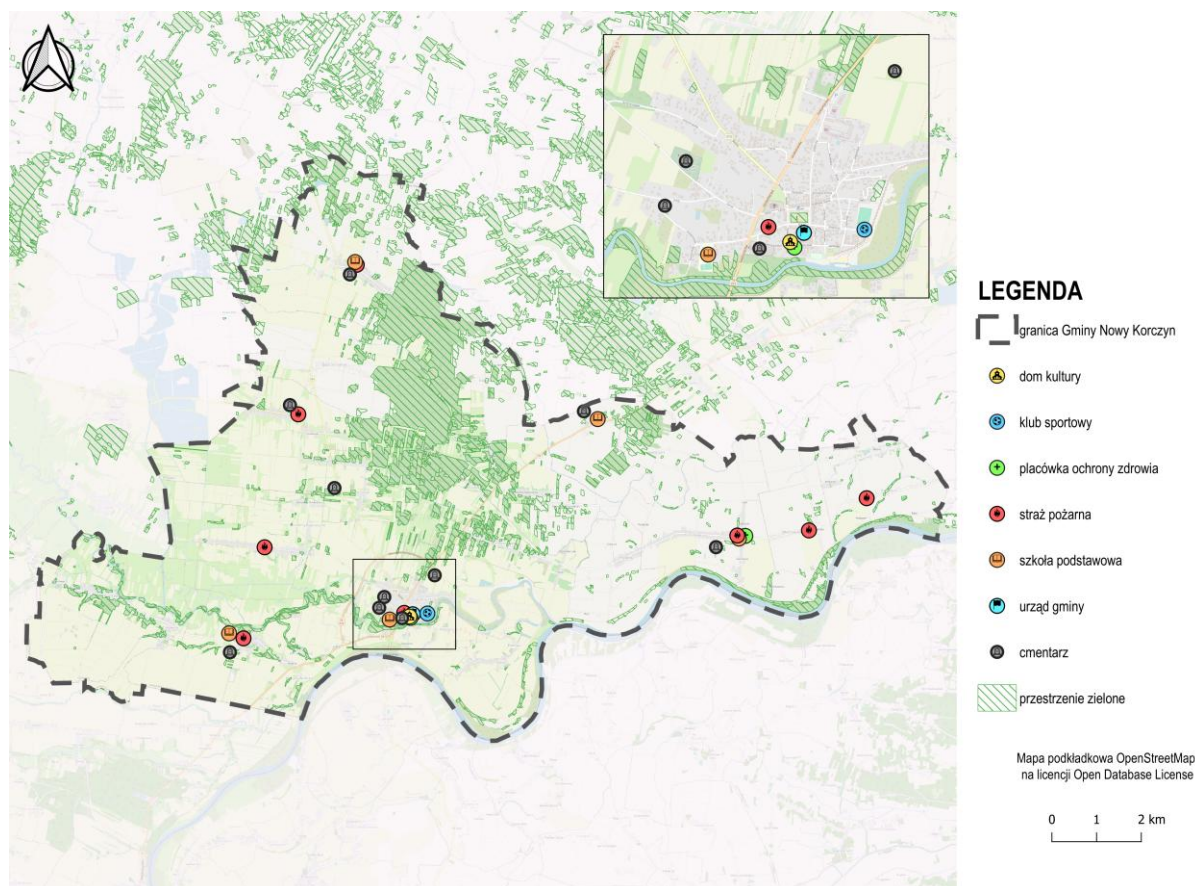 LEGENDA
granica Gminy Nowy Korczyn
dom kultury
klub sportowy
placówka ochrony zdrowia
straż pożarna
szkoła podstawowa
urząd gminy
cmentarz
przestrzenie zielone
Mapa podkładkowa OpenStreetMap
na licencji Open Database License
0 1 2 km